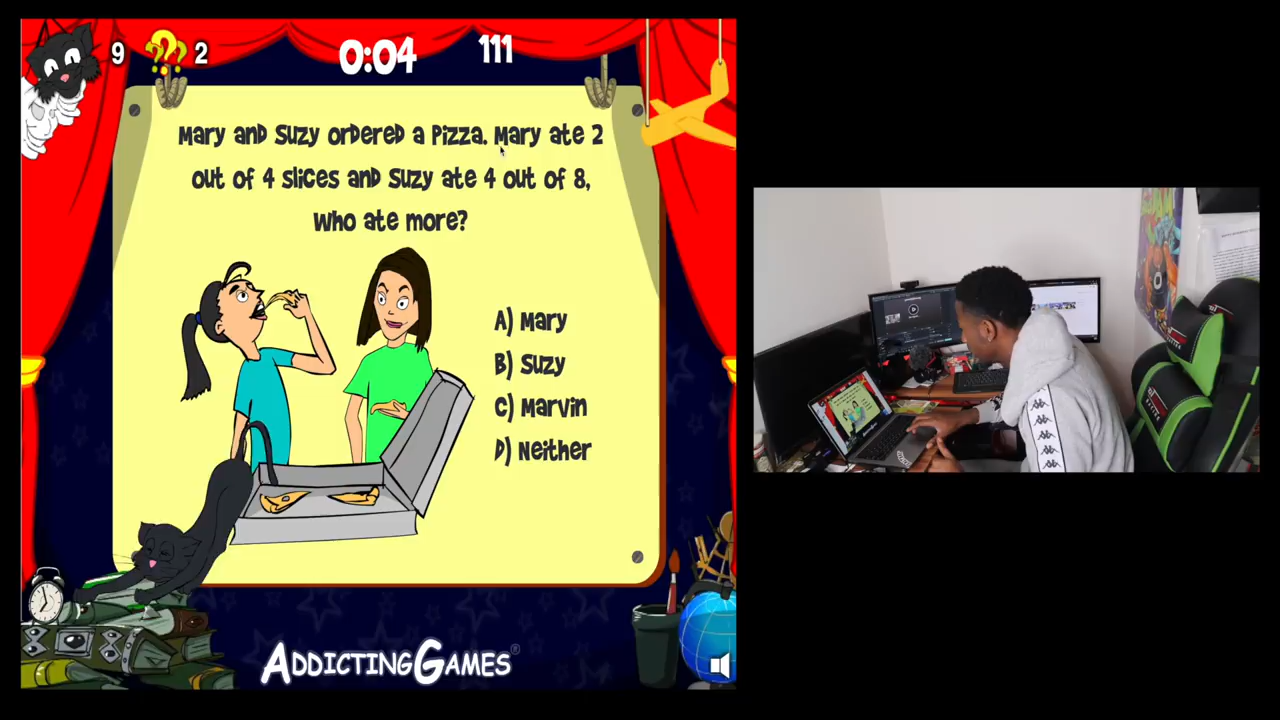 9
2
0:04
111
Mary and Suzy ordered a Pizza. Mary ate 2
out of 4 slices and Suzy ate 4 out of 8,
Who ate more?
A) Mary
B) Suzy
C) Marvin
D) Neither
ADDICTINGGAMES®